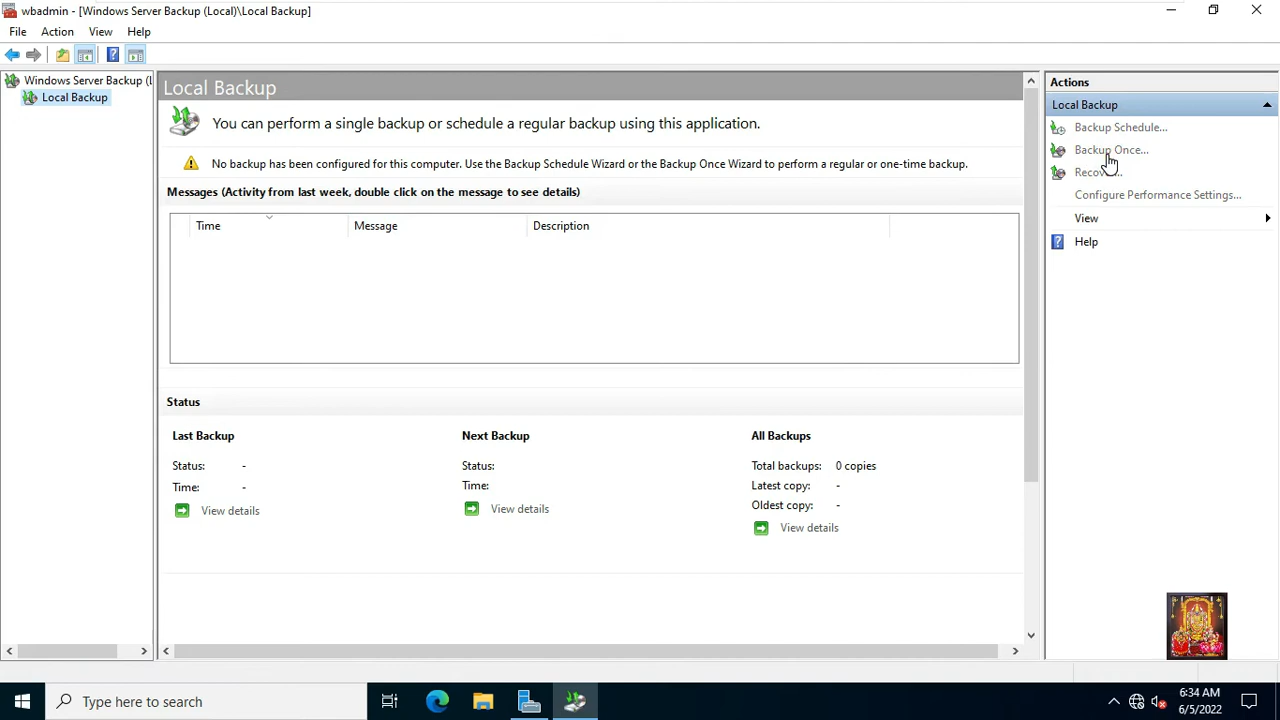 wbadmin - [Windows Server Backup (Local)\Local Backup]
File Action View Help
Windows Server Backup (L
Local Backup
Local Backup
You can perform a single backup or schedule a regular backup using this application.
No backup has been configured for this computer. Use the Backup Schedule Wizard or the Backup Once Wizard to perform a regular or one-time backup.
Messages (Activity from last week, double click on the message to see details)
Time Message Description
Status
Last Backup
Status: -
Time: -
View details
Next Backup
Status:
Time:
View details
All Backups
Total backups: 0 copies
Latest copy: -
Oldest copy: -
View details
Actions
Local Backup
Backup Schedule...
Backup Once...
Configure Performance Settings...
View
Help
Type here to search
6:34 AM
6/5/2022